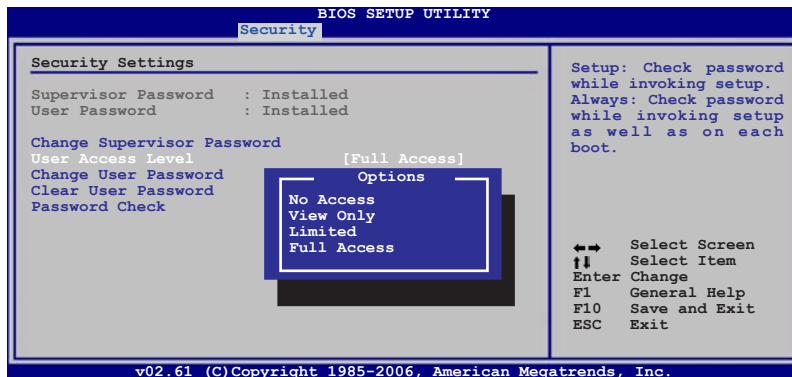 BIOS SETUP UTILITY
Security
Security Settings
Supervisor Password : Installed
User Password : Installed
Change Supervisor Password
User Access Level [Full Access]
Change User Password
Clear User Password
Password Check
Options
No Access
View Only
Limited
Full Access
Setup: Check password
while invoking setup.
Always: Check password
while invoking setup
as well as on each
boot.
Select Screen
Select Item
Enter Change
F1 General Help
F10 Save and Exit
ESC Exit
v02.61 (C)Copyright 1985-2006, American Megatrends, Inc.